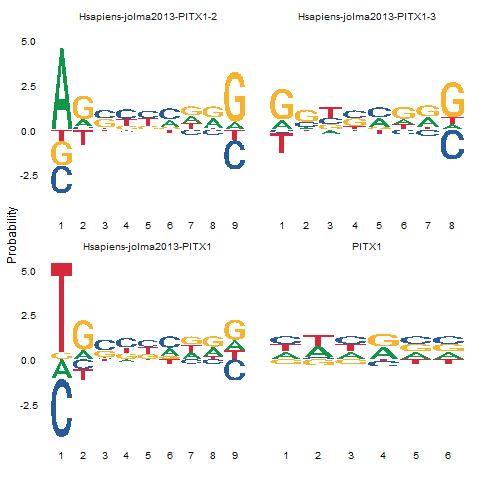 Hsapiens-jolma2013-PITX1-2
Hsapiens-jolma2013-PITX1-3
5.0
2.5
0.0
-2.5
1 2 3 4 5 6 7 8 9
1 2 3 4 5 6 7 8
Probability
Hsapiens-jolma2013-PITX1
PITX1
5.0
2.5
0.0
-2.5
1 2 3 4 5 6 7 8 9
1 2 3 4 5 6